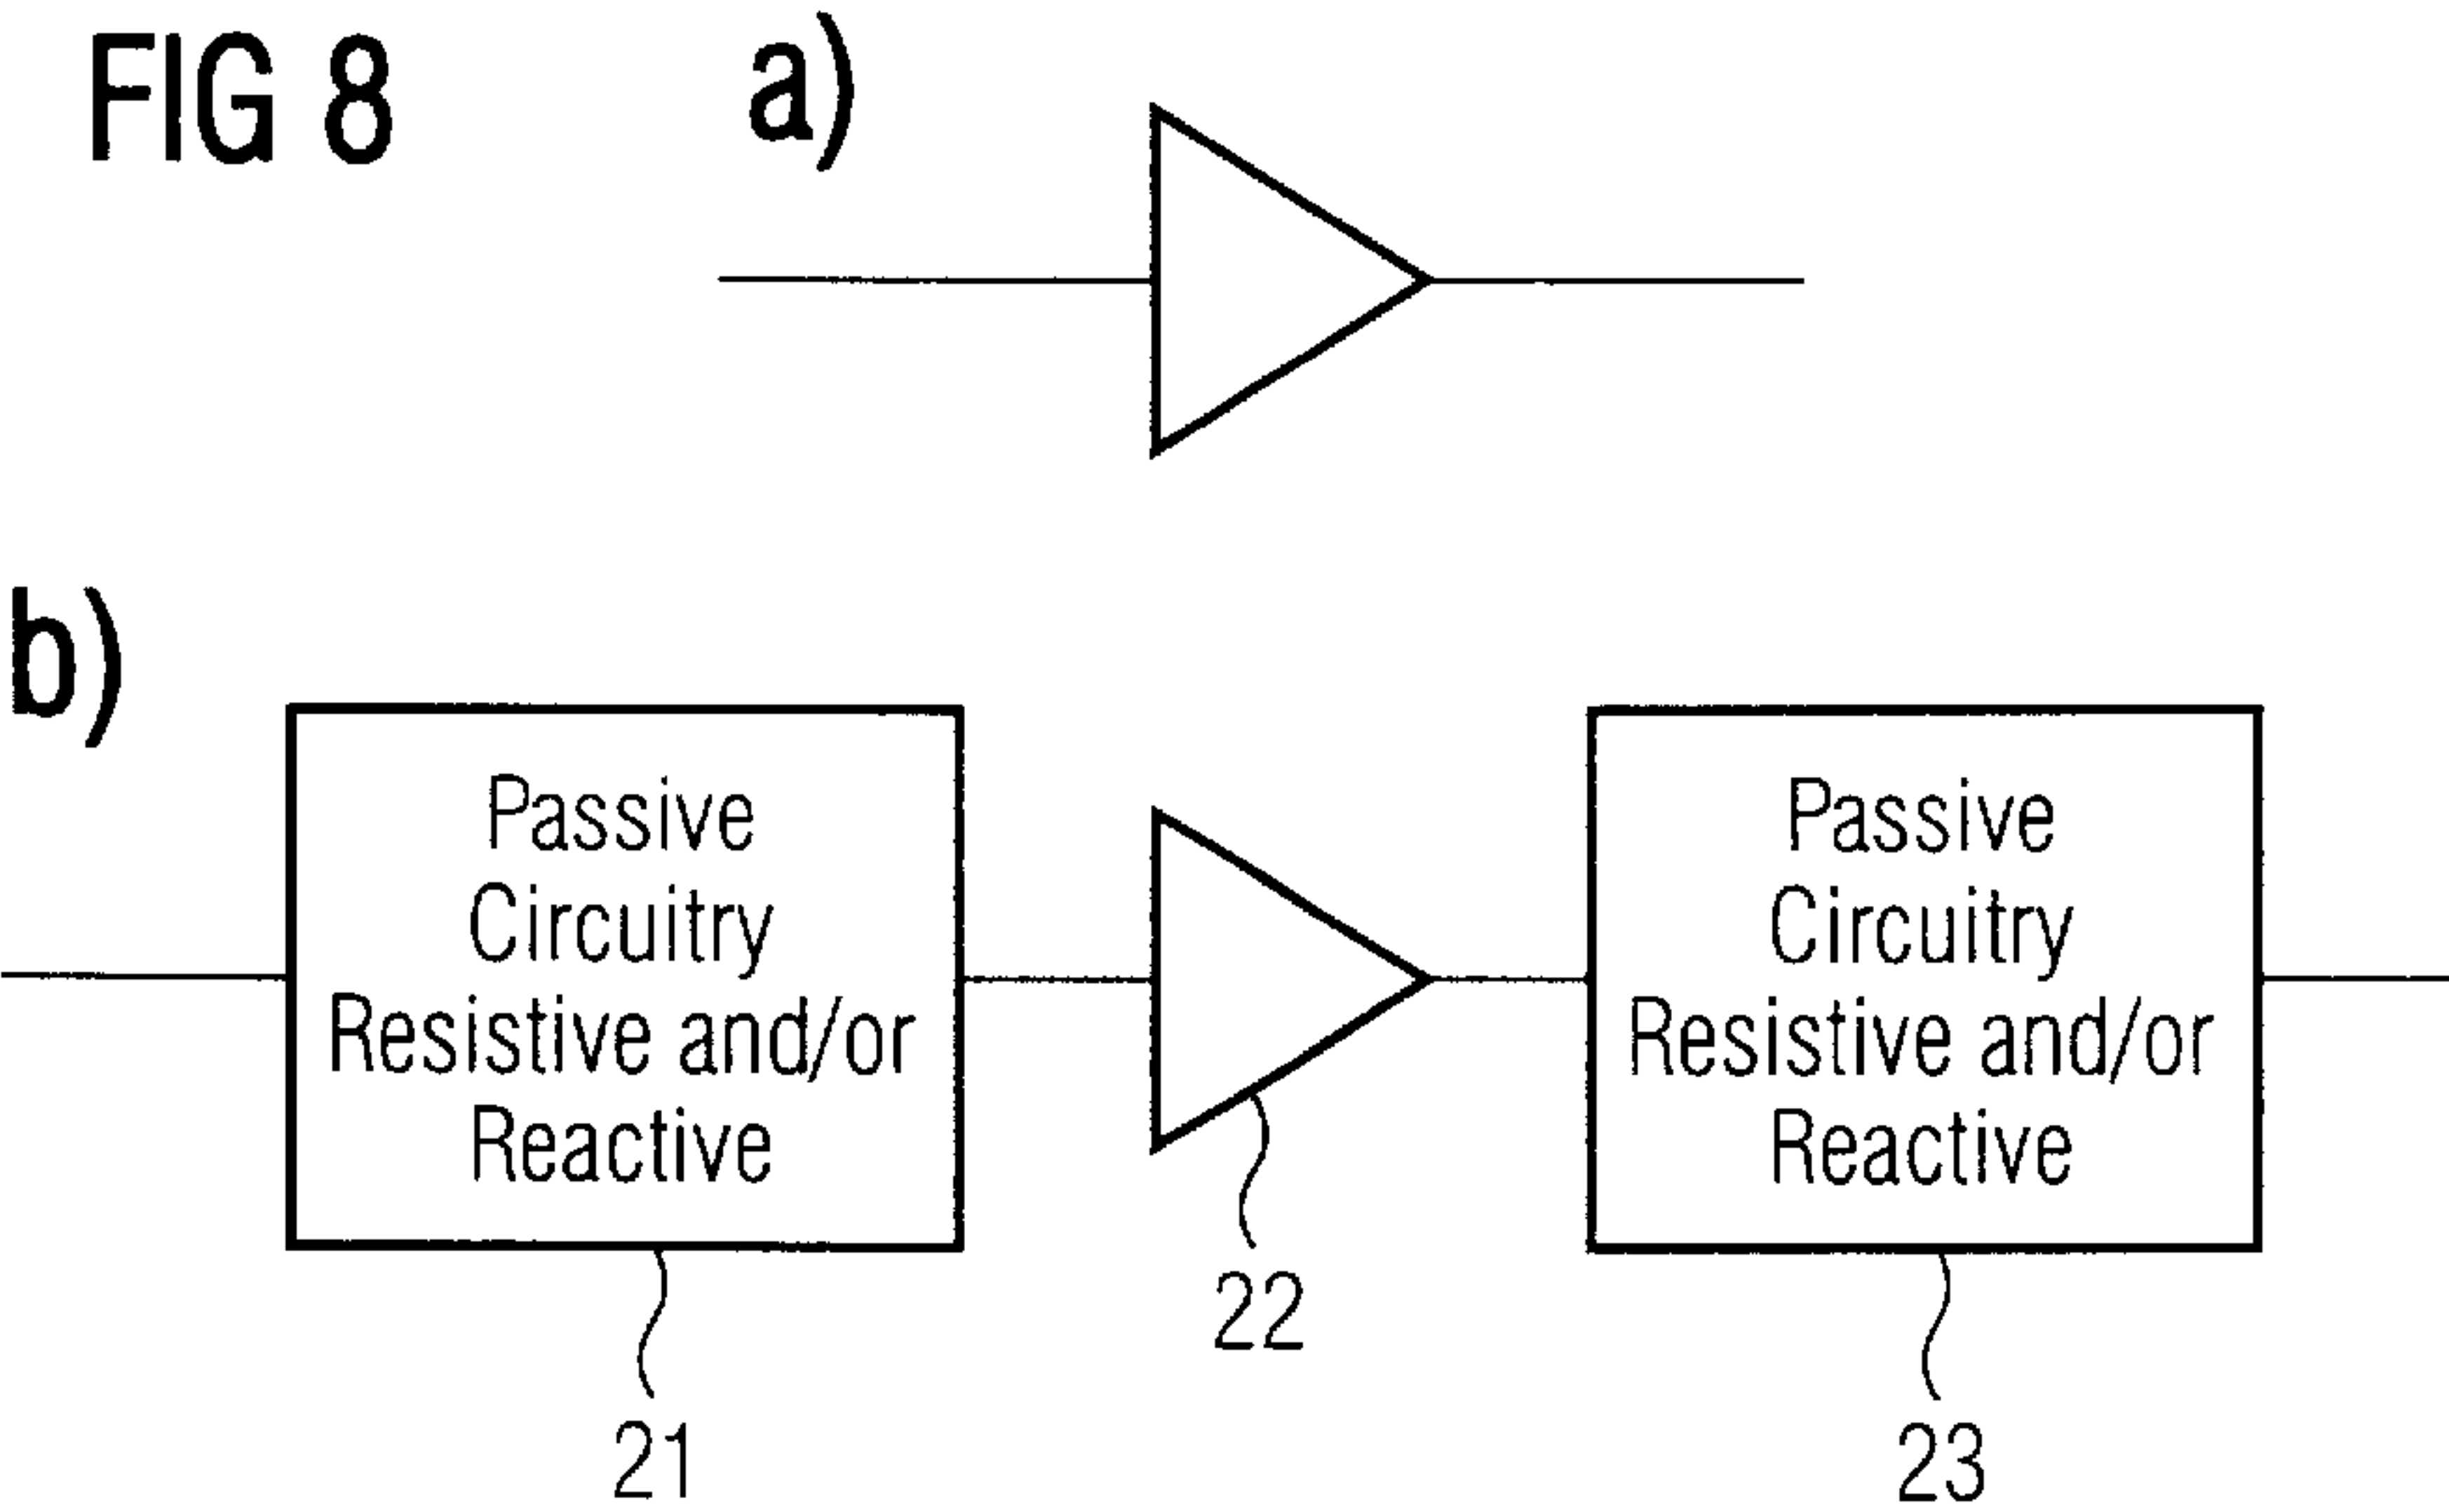 FIG 8
a)
b)
Passive
Circuitry
Resistive and/or
Reactive
Passive
Circuitry
Resistive and/or
Reactive
22
21
23